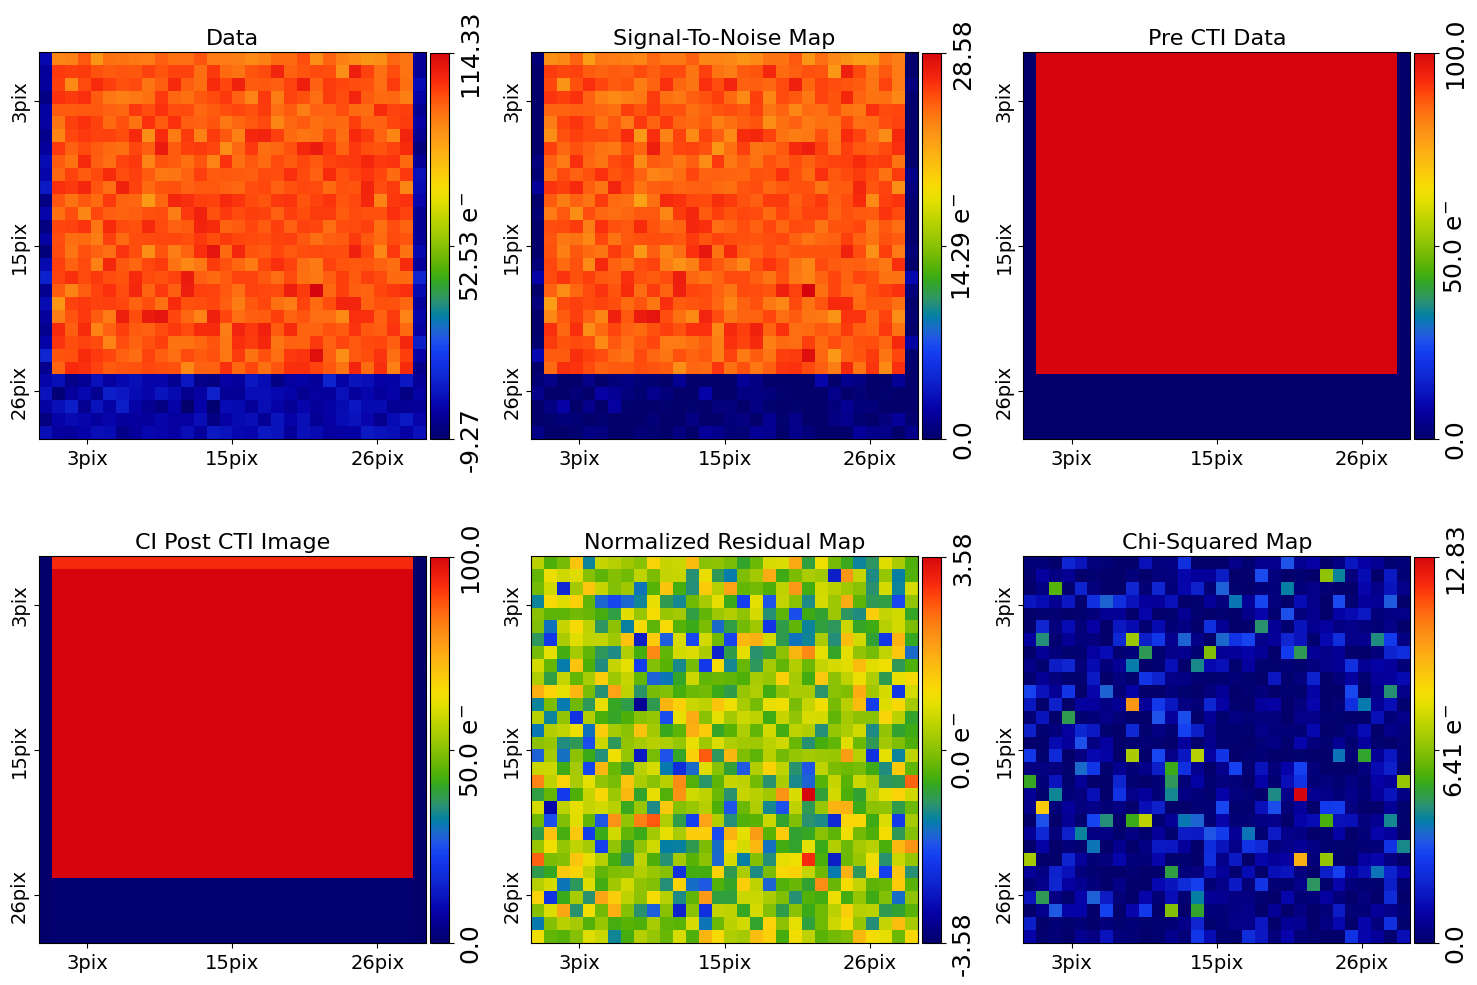 Data
3pix
15pix
26pix
3pix
15pix
26pix
114.33
52.53 e⁻
-9.27
Signal-To-Noise Map
3pix
15pix
26pix
3pix
15pix
26pix
28.58
14.29 e⁻
0.0
Pre CTI Data
3pix
15pix
26pix
3pix
15pix
26pix
100.0
50.0 e⁻
0.0
CI Post CTI Image
3pix
15pix
26pix
3pix
15pix
26pix
100.0
50.0 e⁻
0.0
Normalized Residual Map
3pix
15pix
26pix
3pix
15pix
26pix
3.58
0.0 e⁻
-3.58
Chi-Squared Map
3pix
15pix
26pix
3pix
15pix
26pix
12.83
6.41 e⁻
0.0